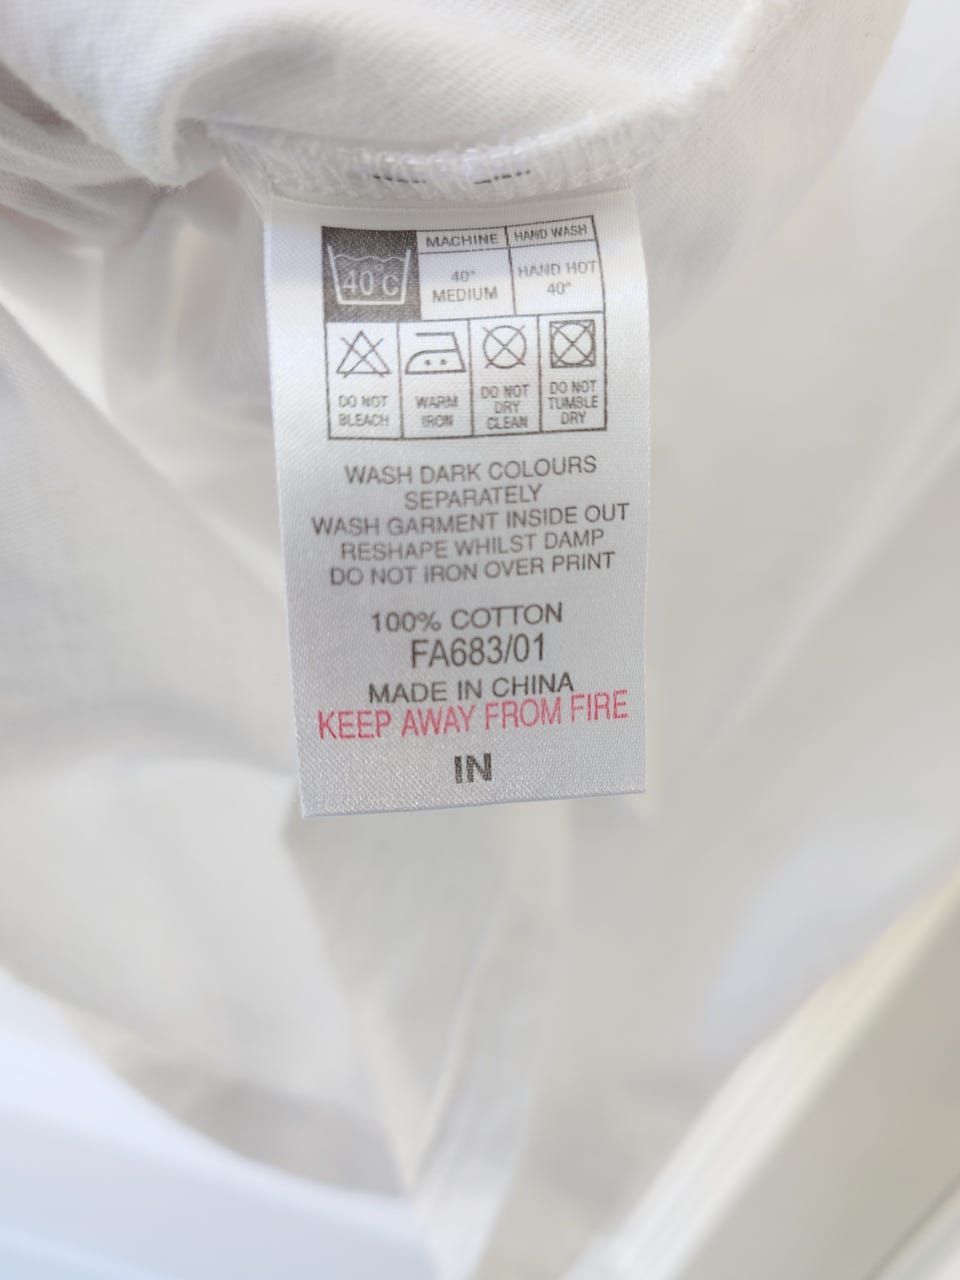 MACHINE HAND WASH
40 C
40° MEDIUM
HAND HOT 40°
DO NOT BLEACH
WARM IRON
DO NOT DRY CLEAN
DO NOT TUMBLE DRY
WASH DARK COLOURS
SEPARATELY
WASH GARMENT INSIDE OUT
RESHAPE WHILST DAMP
DO NOT IRON OVER PRINT
100% COTTON
FA683/01
MADE IN CHINA
KEEP AWAY FROM FIRE
IN